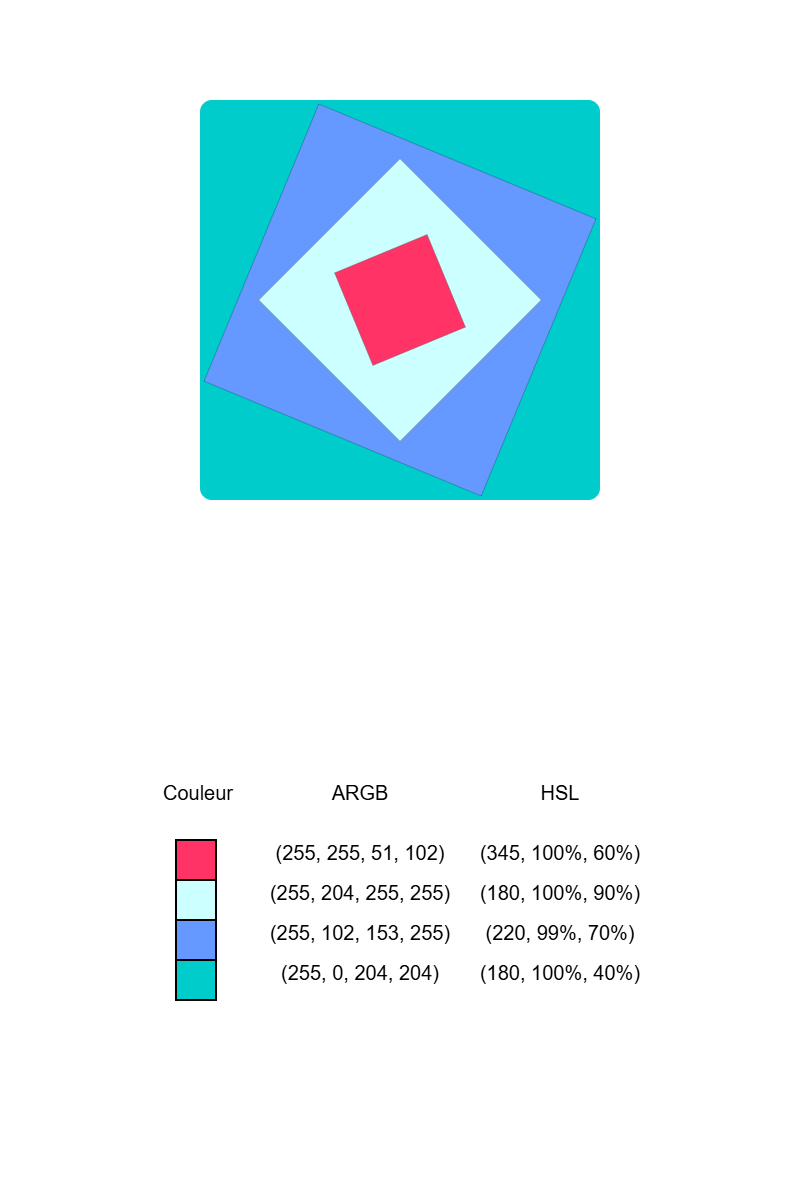 Couleur ARGB HSL
(255, 255, 51, 102) (345, 100%, 60%)
(255, 204, 255, 255) (180, 100%, 90%)
(255, 102, 153, 255) (220, 99%, 70%)
(255, 0, 204, 204) (180, 100%, 40%)